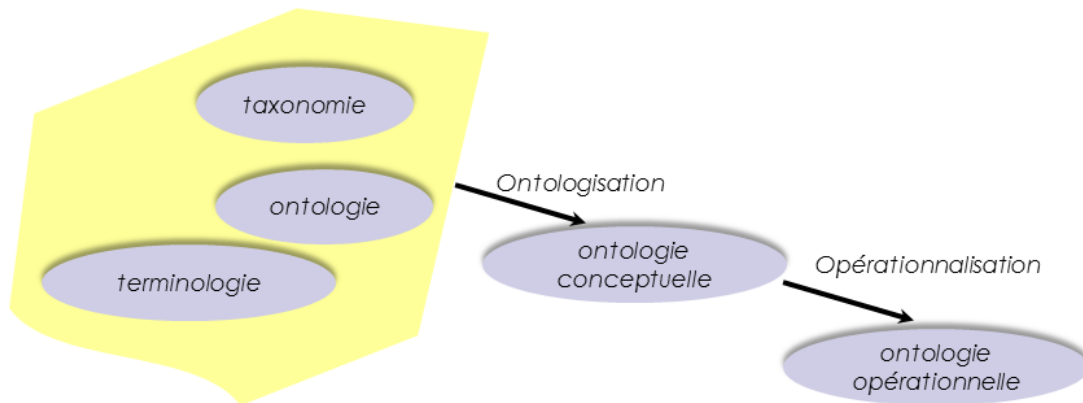 taxonomie
ontologie
terminologie
Ontologisation
ontologie
conceptuelle
Opérationnalisation
ontologie
opérationnelle